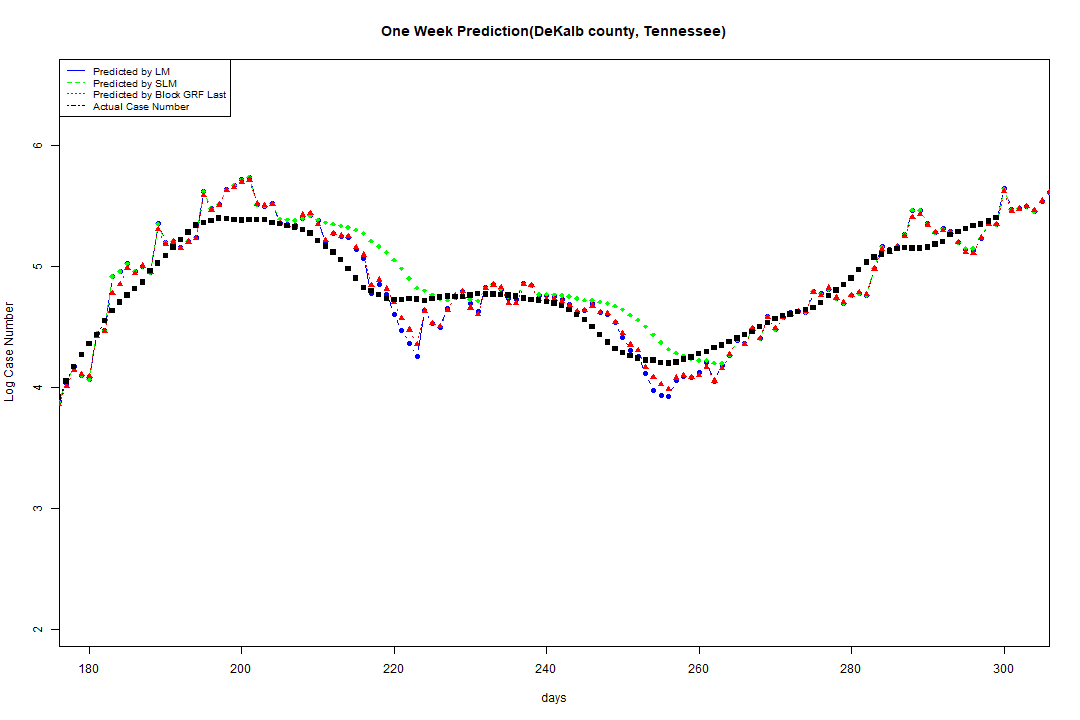 One Week Prediction(DeKalb county, Tennessee)
Predicted by LM
Predicted by SLM
Predicted by Block GRF Last
Actual Case Number
6
5
4
3
2
Log Case Number
180 200 220 240 260 280 300
days